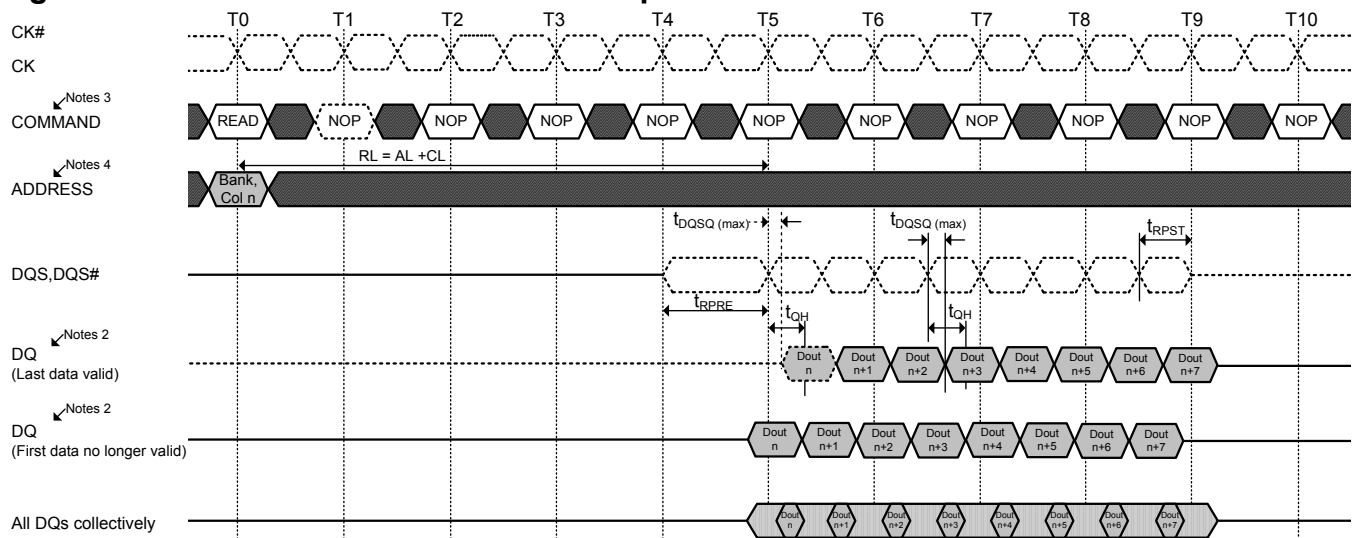 T0 T1 T2 T3 T4 T5 T6 T7 T8 T9 T10
CK#
CK
Notes 3
COMMAND READ NOP NOP NOP NOP NOP NOP NOP NOP NOP NOP
RL = AL +CL
Notes 4
ADDRESS
Bank,
Col n
tDQSQ (max) tDQSQ (max) tRPST
DQS,DQS#
tRPRE tQH tQH
Notes 2
DQ
(Last data valid)
Dout Dout Dout Dout Dout Dout Dout Dout
n n+1 n+2 n+3 n+4 n+5 n+6 n+7
Notes 2
DQ
(First data no longer valid)
Dout Dout Dout Dout Dout Dout Dout Dout
n n+1 n+2 n+3 n+4 n+5 n+6 n+7
All DQs collectively
Dout Dout Dout Dout Dout Dout Dout Dout
n n+1 n+2 n+3 n+4 n+5 n+6 n+7